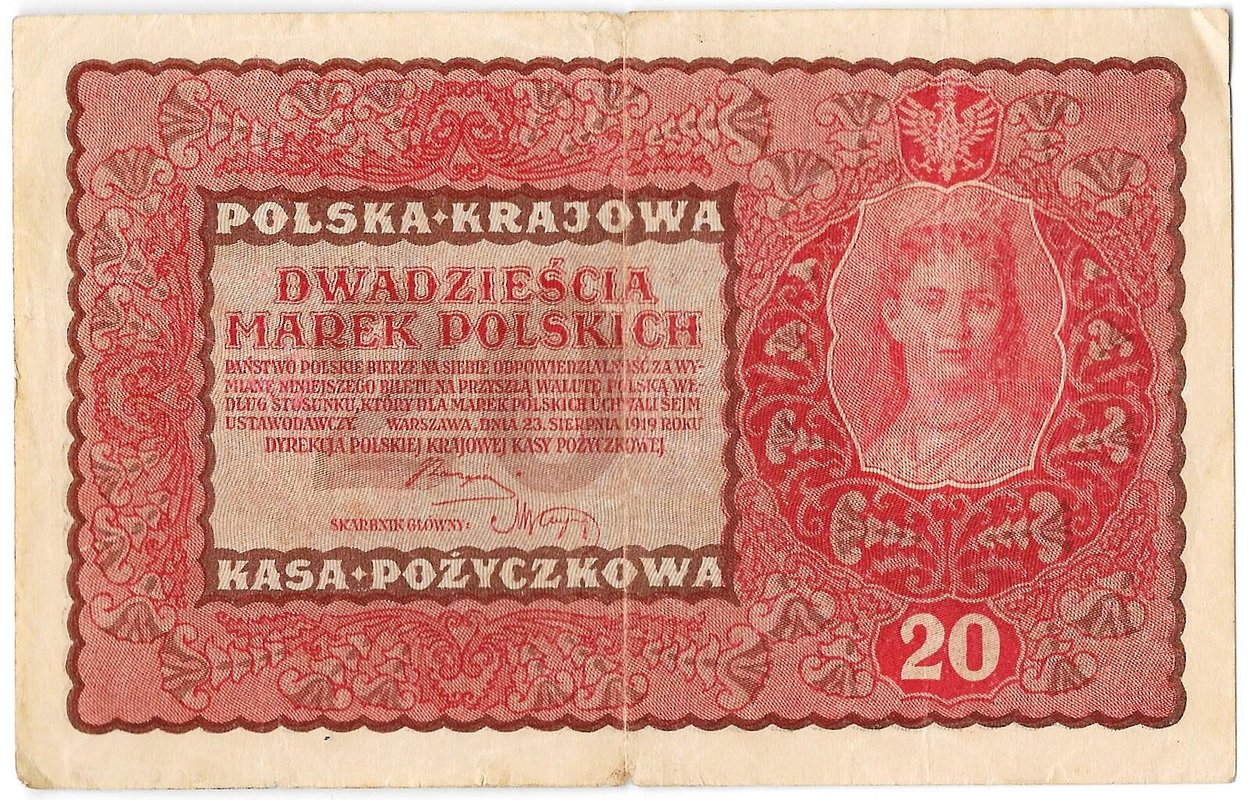 POLSKA·KRAJOWA
DWADZIEŚCIA
MAREK POLSKICH
PAŃSTWO POLSKIE BIERZE NA SIEBIE ODPOWIEDZIALNOŚĆ ZA WY-
MIANĘ NINIEJSZEGO BILETU NA PRZYSZŁĄ WALUTĘ POLSKĄ WE-
DŁUG STOSUNKU, KTÓRY DLA MAREK POLSKICH UCHWALI SEJM
USTAWODAWCZY. WARSZAWA, DNIA 23. SIERPNIA 1919 ROKU
DYREKCJA POLSKIEJ KRAJOWEJ KASY POŻYCZKOWEJ
SKARBNIK GŁÓWNY:
KASA·POŻYCZKOWA
20